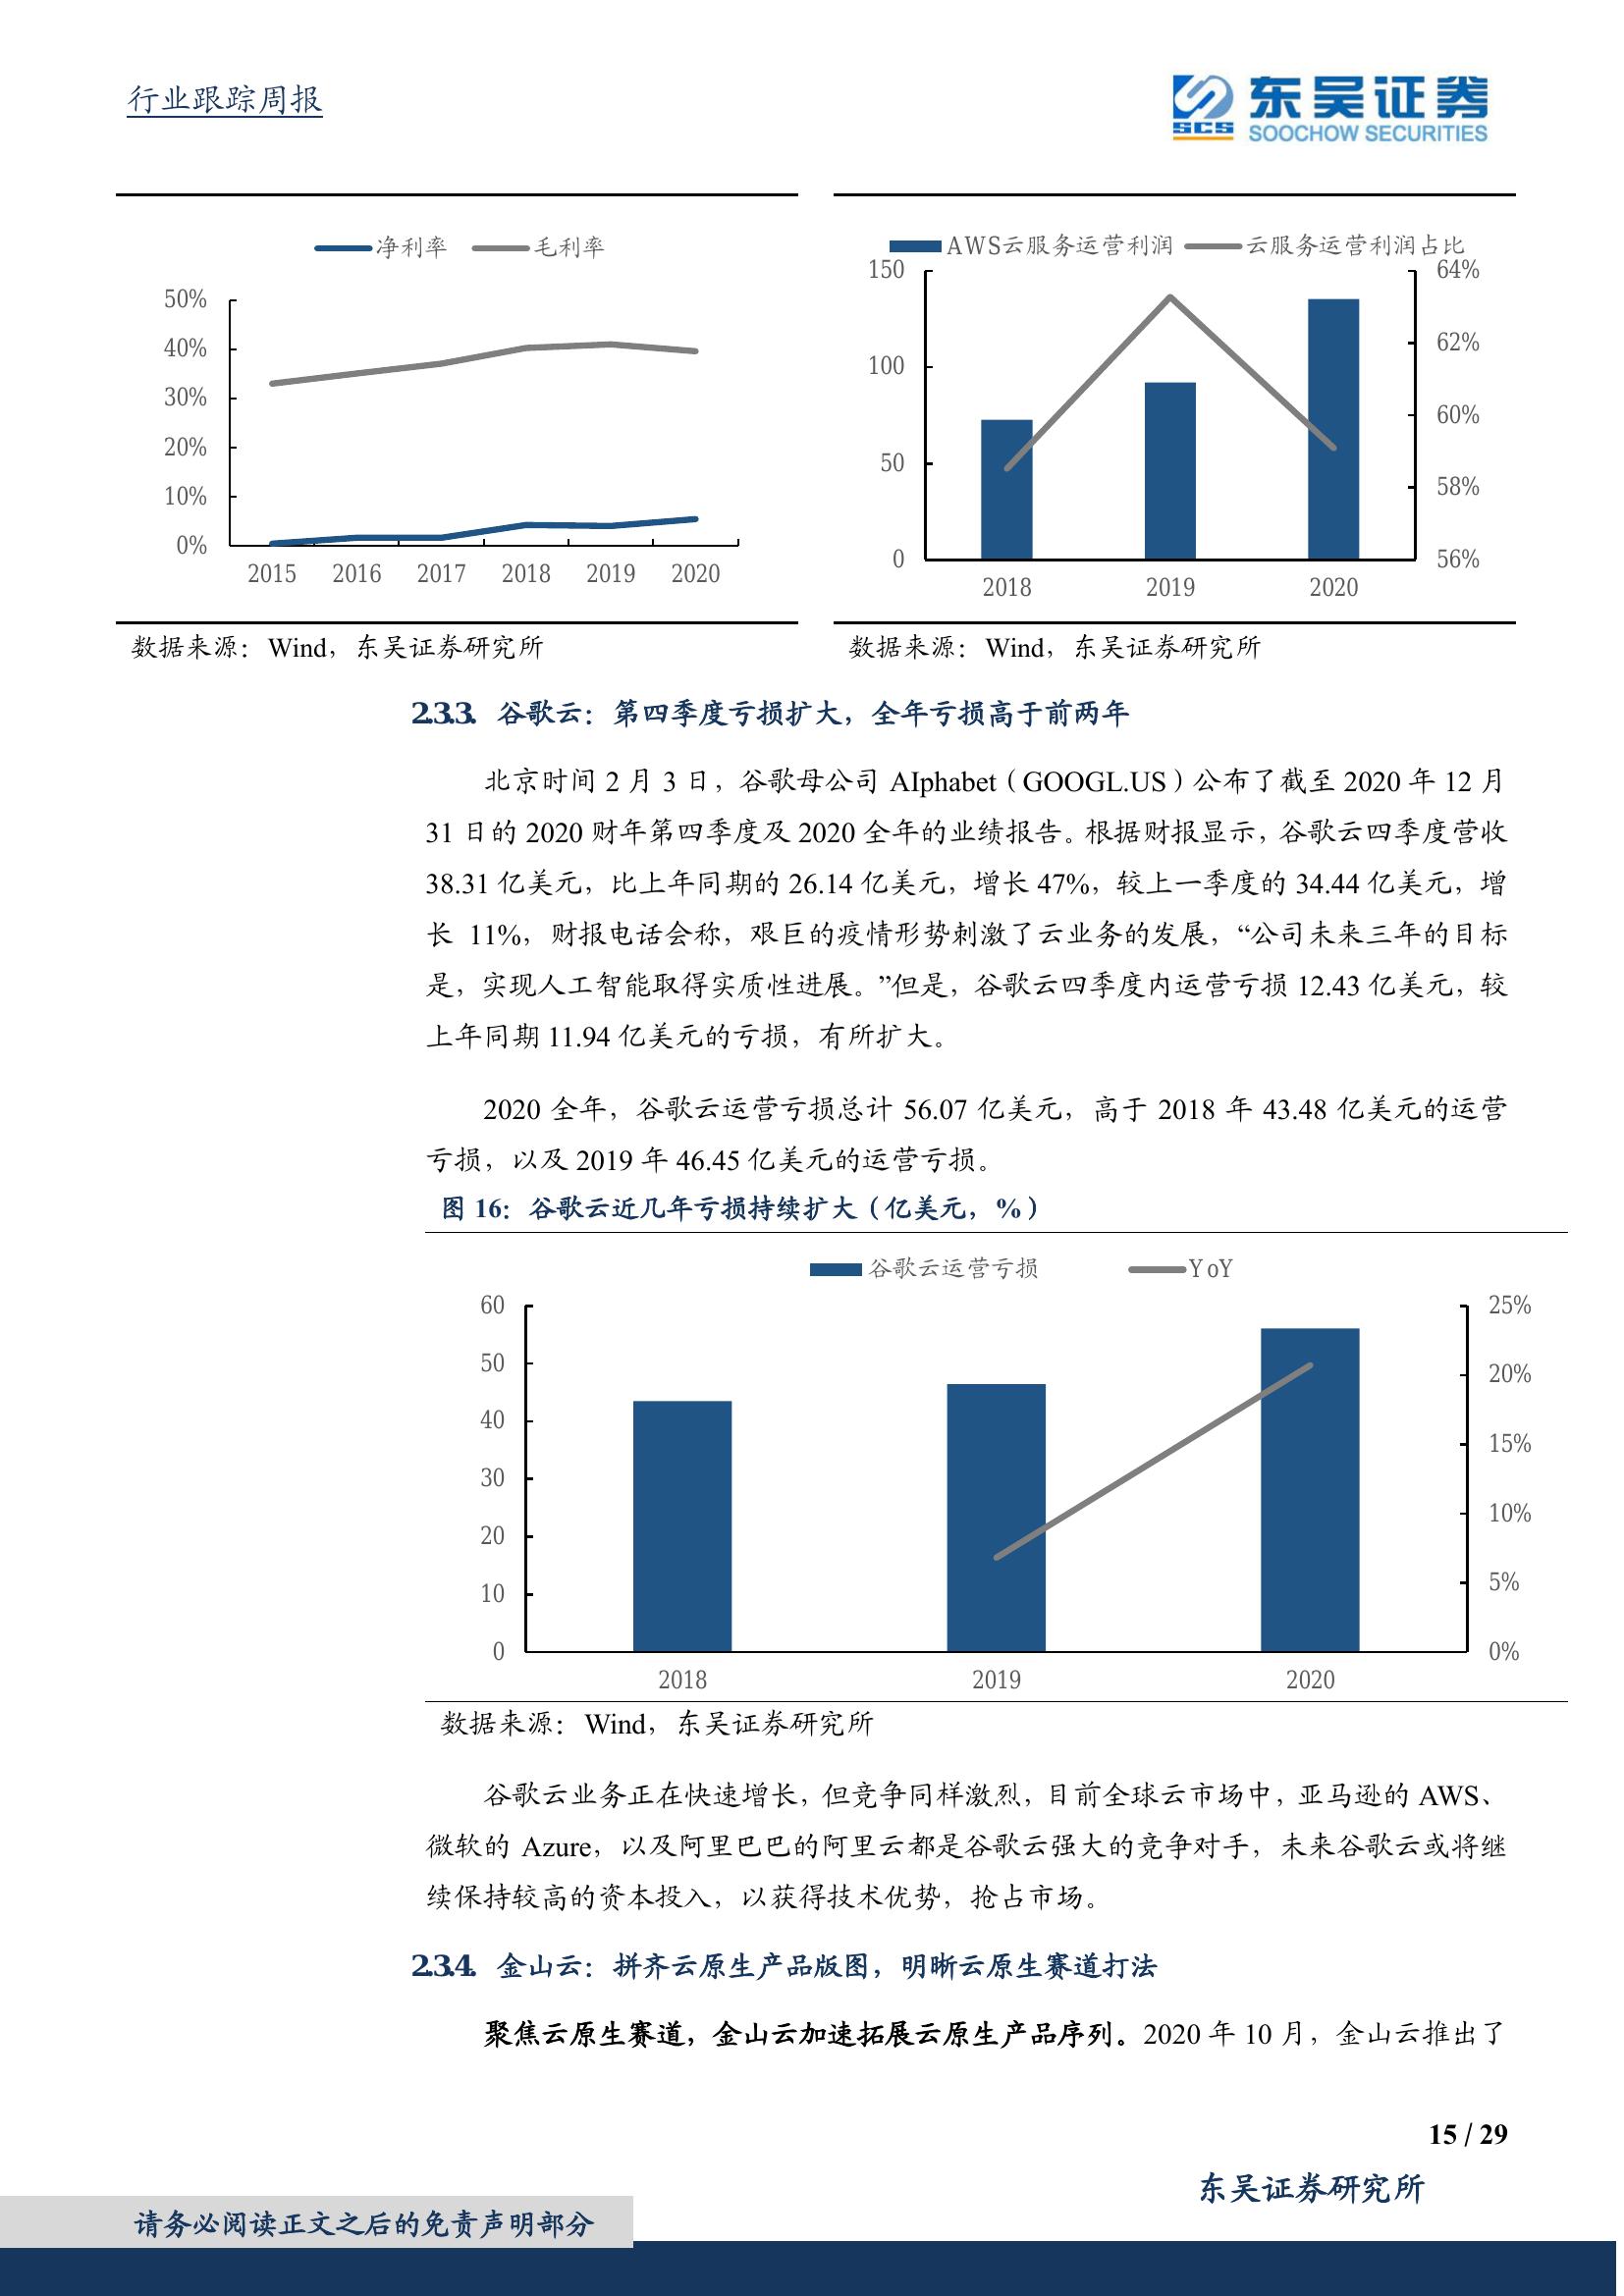 行业跟踪周报
SCS
东吴证券
SOOCHOW SECURITIES
净利率 毛利率
50%
40%
30%
20%
10%
0%
2015 2016 2017 2018 2019 2020
数据来源：Wind，东吴证券研究所
AWS云服务运营利润 云服务运营利润占比
150 64%
62%
100
60%
50
58%
0 56%
2018 2019 2020
数据来源：Wind，东吴证券研究所
2.3.3. 谷歌云：第四季度亏损扩大，全年亏损高于前两年
北京时间 2 月 3 日，谷歌母公司 AIphabet（GOOGL.US）公布了截至 2020 年 12 月
31 日的 2020 财年第四季度及 2020 全年的业绩报告。根据财报显示，谷歌云四季度营收
38.31 亿美元，比上年同期的 26.14 亿美元，增长 47%，较上一季度的 34.44 亿美元，增
长 11%，财报电话会称，艰巨的疫情形势刺激了云业务的发展，“公司未来三年的目标
是，实现人工智能取得实质性进展。”但是，谷歌云四季度内运营亏损 12.43 亿美元，较
上年同期 11.94 亿美元的亏损，有所扩大。
2020 全年，谷歌云运营亏损总计 56.07 亿美元，高于 2018 年 43.48 亿美元的运营
亏损，以及 2019 年 46.45 亿美元的运营亏损。
图 16：谷歌云近几年亏损持续扩大（亿美元，%）
谷歌云运营亏损 YoY
60 25%
50 20%
40
15%
30
10%
20
5%
10
0 0%
2018 2019 2020
数据来源：Wind，东吴证券研究所
谷歌云业务正在快速增长，但竞争同样激烈，目前全球云市场中，亚马逊的 AWS、
微软的 Azure，以及阿里巴巴的阿里云都是谷歌云强大的竞争对手，未来谷歌云或将继
续保持较高的资本投入，以获得技术优势，抢占市场。
2.3.4. 金山云：拼齐云原生产品版图，明晰云原生赛道打法
聚焦云原生赛道，金山云加速拓展云原生产品序列。2020 年 10 月，金山云推出了
15 / 29
东吴证券研究所
请务必阅读正文之后的免责声明部分